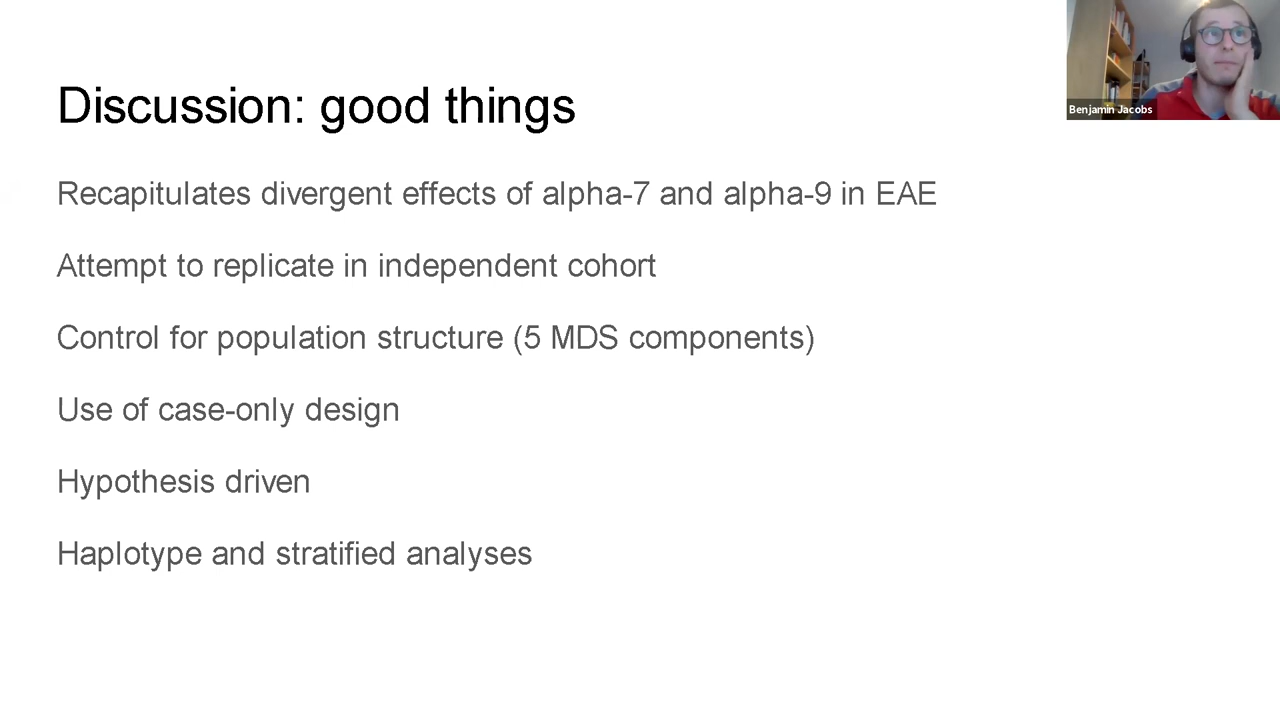 Discussion: good things
Benjamin Jacobs
Recapitulates divergent effects of alpha-7 and alpha-9 in EAE
Attempt to replicate in independent cohort
Control for population structure (5 MDS components)
Use of case-only design
Hypothesis driven
Haplotype and stratified analyses